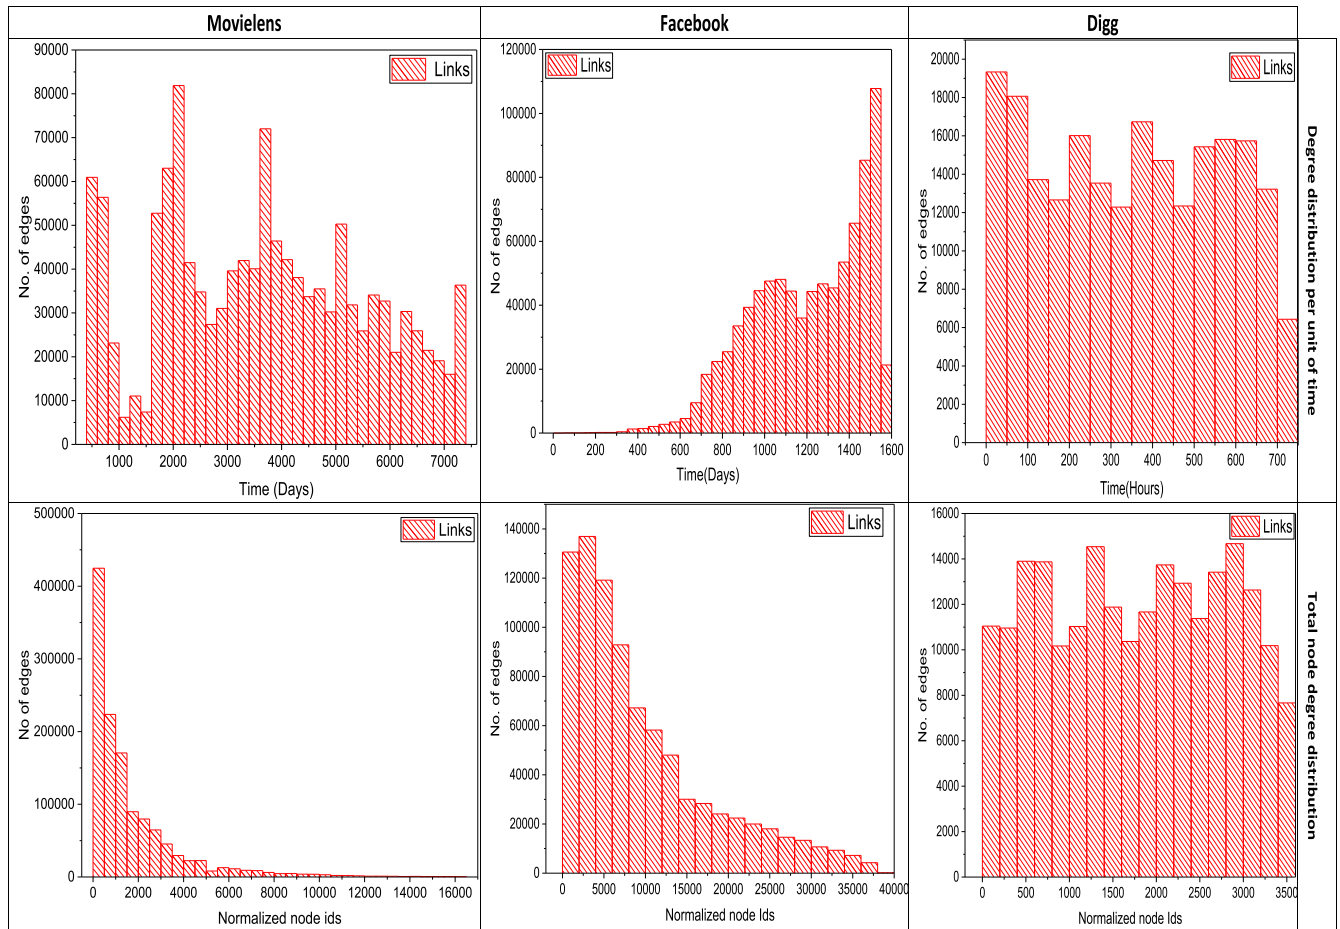 Movielens
Facebook
Digg
90000
80000
70000
60000
50000
40000
30000
20000
10000
0
No. of edges
Links
1000 2000 3000 4000 5000 6000 7000
Time (Days)
120000
100000
80000
60000
40000
20000
0
No of edges
Links
0 200 400 600 800 1000 1200 1400 1600
Time(Days)
20000
18000
16000
14000
12000
10000
8000
6000
4000
2000
0
No. of edges
Links
0 100 200 300 400 500 600 700
Time(Hours)
Degree distribution per unit of time
500000
400000
300000
200000
100000
0
No of edges
Links
0 2000 4000 6000 8000 10000 12000 14000 16000
Normalized node ids
140000
120000
100000
80000
60000
40000
20000
0
No. of edges
Links
0 5000 10000 15000 20000 25000 30000 35000 40000
Normalized node Ids
16000
14000
12000
10000
8000
6000
4000
2000
0
No. of edges
Links
0 500 1000 1500 2000 2500 3000 3500
Normalized node Ids
Total node degree distribution